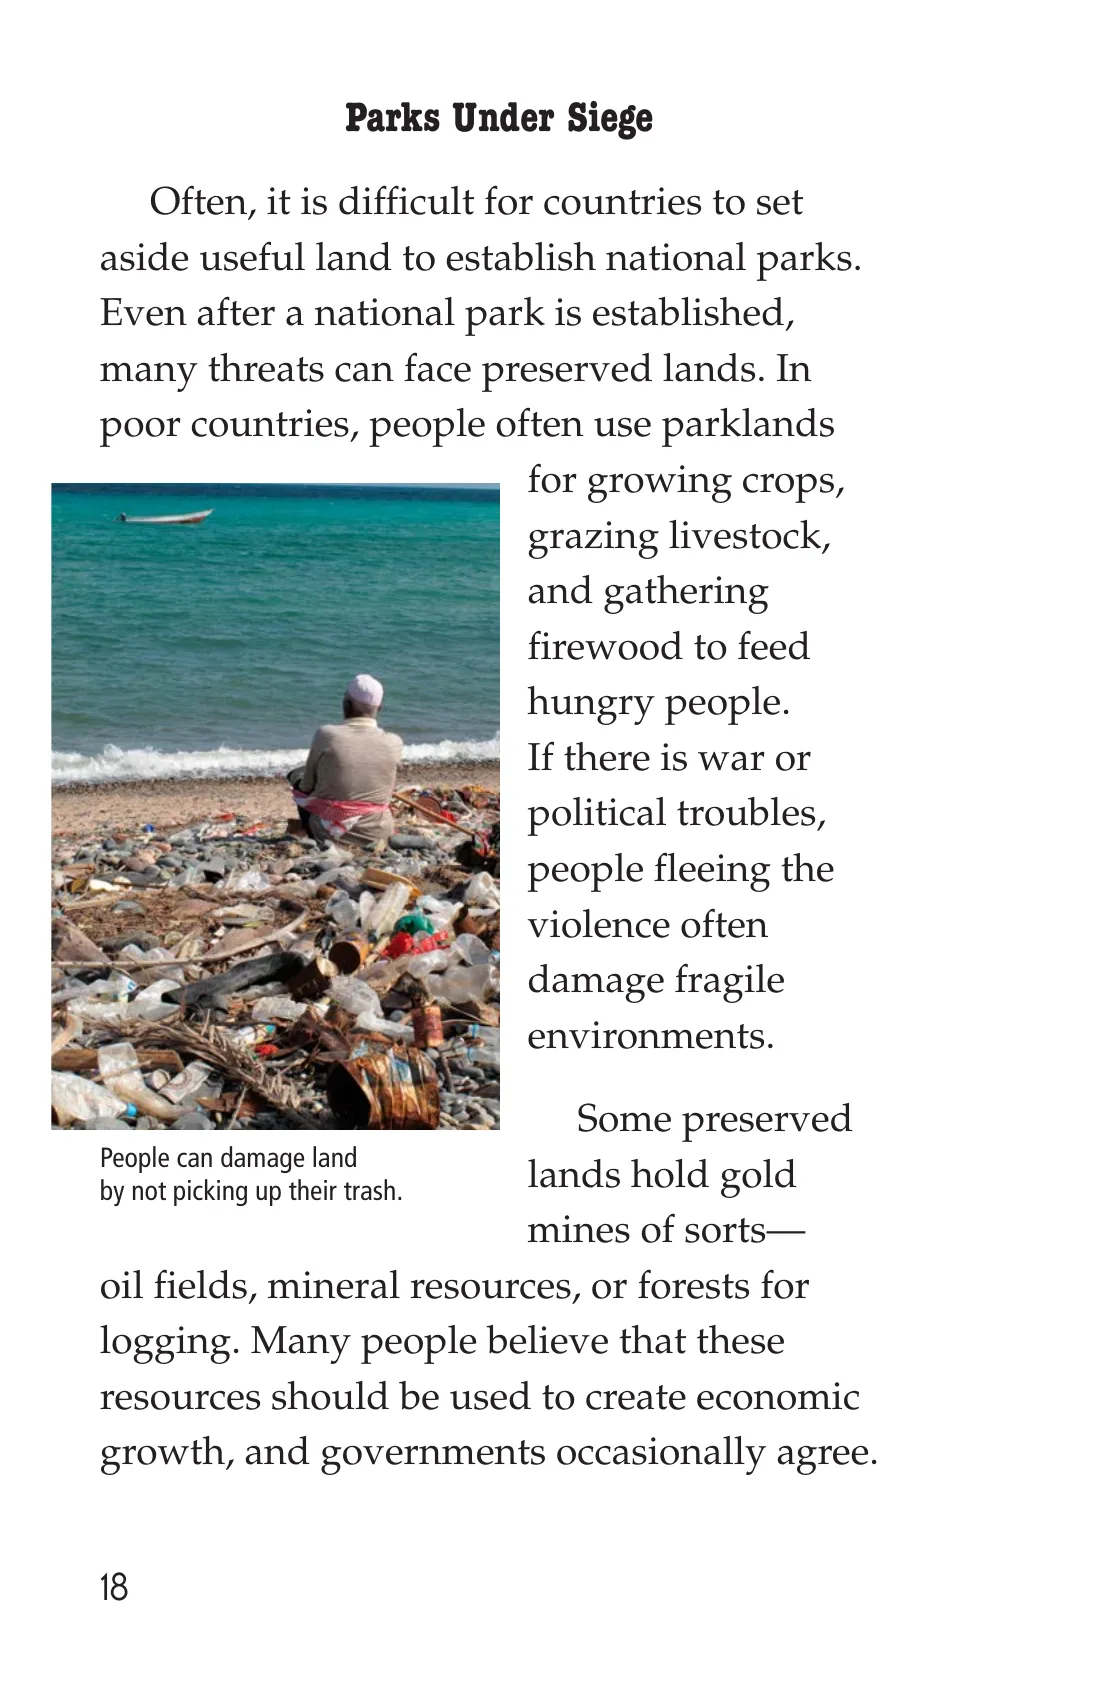 Parks Under Siege
Often, it is difficult for countries to set
aside useful land to establish national parks.
Even after a national park is established,
many threats can face preserved lands. In
poor countries, people often use parklands
for growing crops,
grazing livestock,
and gathering
firewood to feed
hungry people.
If there is war or
political troubles,
people fleeing the
violence often
damage fragile
environments.
People can damage land
by not picking up their trash.
Some preserved
lands hold gold
mines of sorts—
oil fields, mineral resources, or forests for
logging. Many people believe that these
resources should be used to create economic
growth, and governments occasionally agree.
18